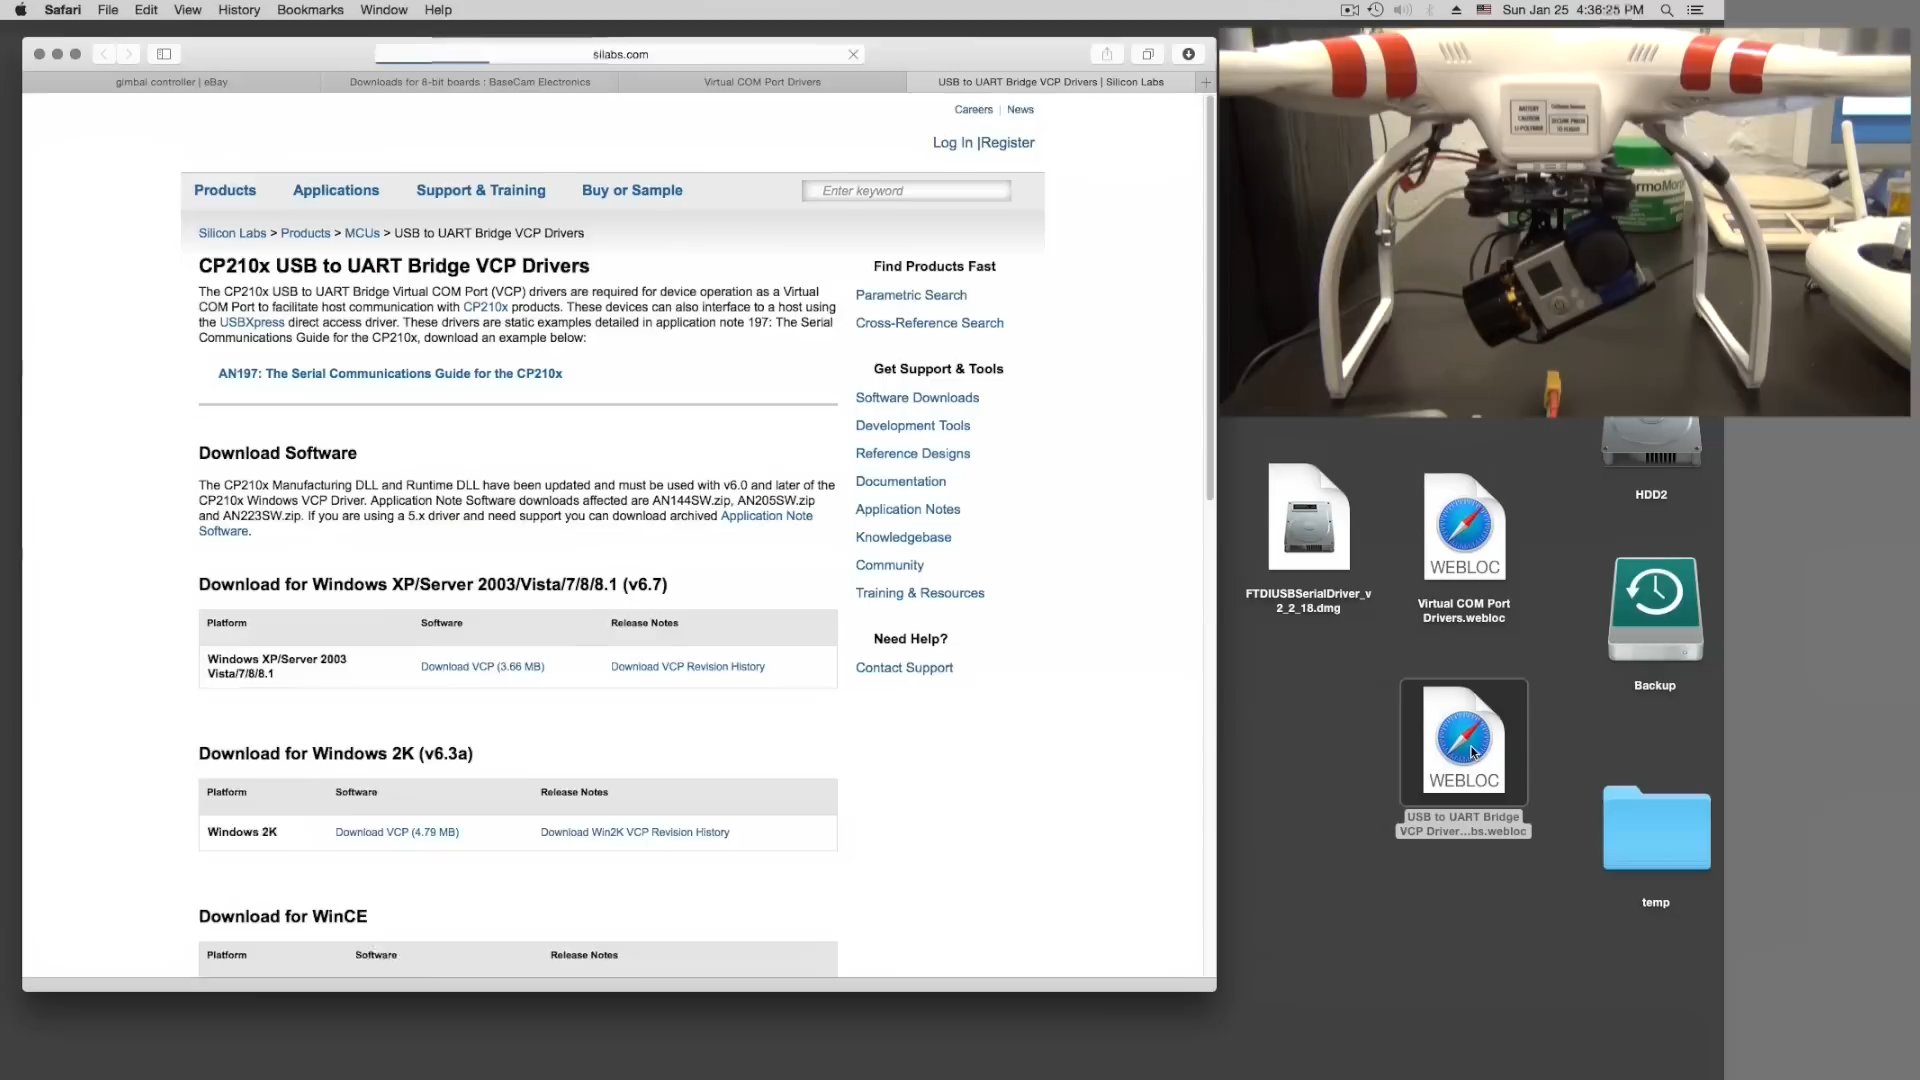 Safari File Edit View History Bookmarks Window Help
Sun Jan 25 4:36:25 PM
silabs.com
gimbal controller | eBay
Downloads for 8-bit boards : BaseCam Electronics
Virtual COM Port Drivers
USB to UART Bridge VCP Drivers | Silicon Labs
Careers | News
Log In |Register
Products Applications Support & Training Buy or Sample
Enter keyword
Silicon Labs > Products > MCUs > USB to UART Bridge VCP Drivers
CP210x USB to UART Bridge VCP Drivers
The CP210x USB to UART Bridge Virtual COM Port (VCP) drivers are required for device operation as a Virtual
COM Port to facilitate host communication with CP210x products. These devices can also interface to a host using
the USBXpress direct access driver. These drivers are static examples detailed in application note 197: The Serial
Communications Guide for the CP210x, download an example below:
AN197: The Serial Communications Guide for the CP210x
Download Software
The CP210x Manufacturing DLL and Runtime DLL have been updated and must be used with v6.0 and later of the
CP210x Windows VCP Driver. Application Note Software downloads affected are AN144SW.zip, AN205SW.zip
and AN223SW.zip. If you are using a 5.x driver and need support you can download archived Application Note
Software.
Download for Windows XP/Server 2003/Vista/7/8/8.1 (v6.7)
Platform Software Release Notes
Windows XP/Server 2003
Vista/7/8/8.1
Download VCP (3.66 MB) Download VCP Revision History
Download for Windows 2K (v6.3a)
Platform Software Release Notes
Windows 2K Download VCP (4.79 MB) Download Win2K VCP Revision History
Download for WinCE
Platform Software Release Notes
Find Products Fast
Parametric Search
Cross-Reference Search
Get Support & Tools
Software Downloads
Development Tools
Reference Designs
Documentation
Application Notes
Knowledgebase
Community
Training & Resources
Need Help?
Contact Support
BATTERY
CAUTION
LI-POLYMER
SECURE PRIOR
TO FLIGHT
HDD2
FTDIUSBSerialDriver_v
2_2_18.dmg
WEBLOC
Virtual COM Port
Drivers.webloc
Backup
WEBLOC
USB to UART Bridge
VCP Driver...bs.webloc
temp